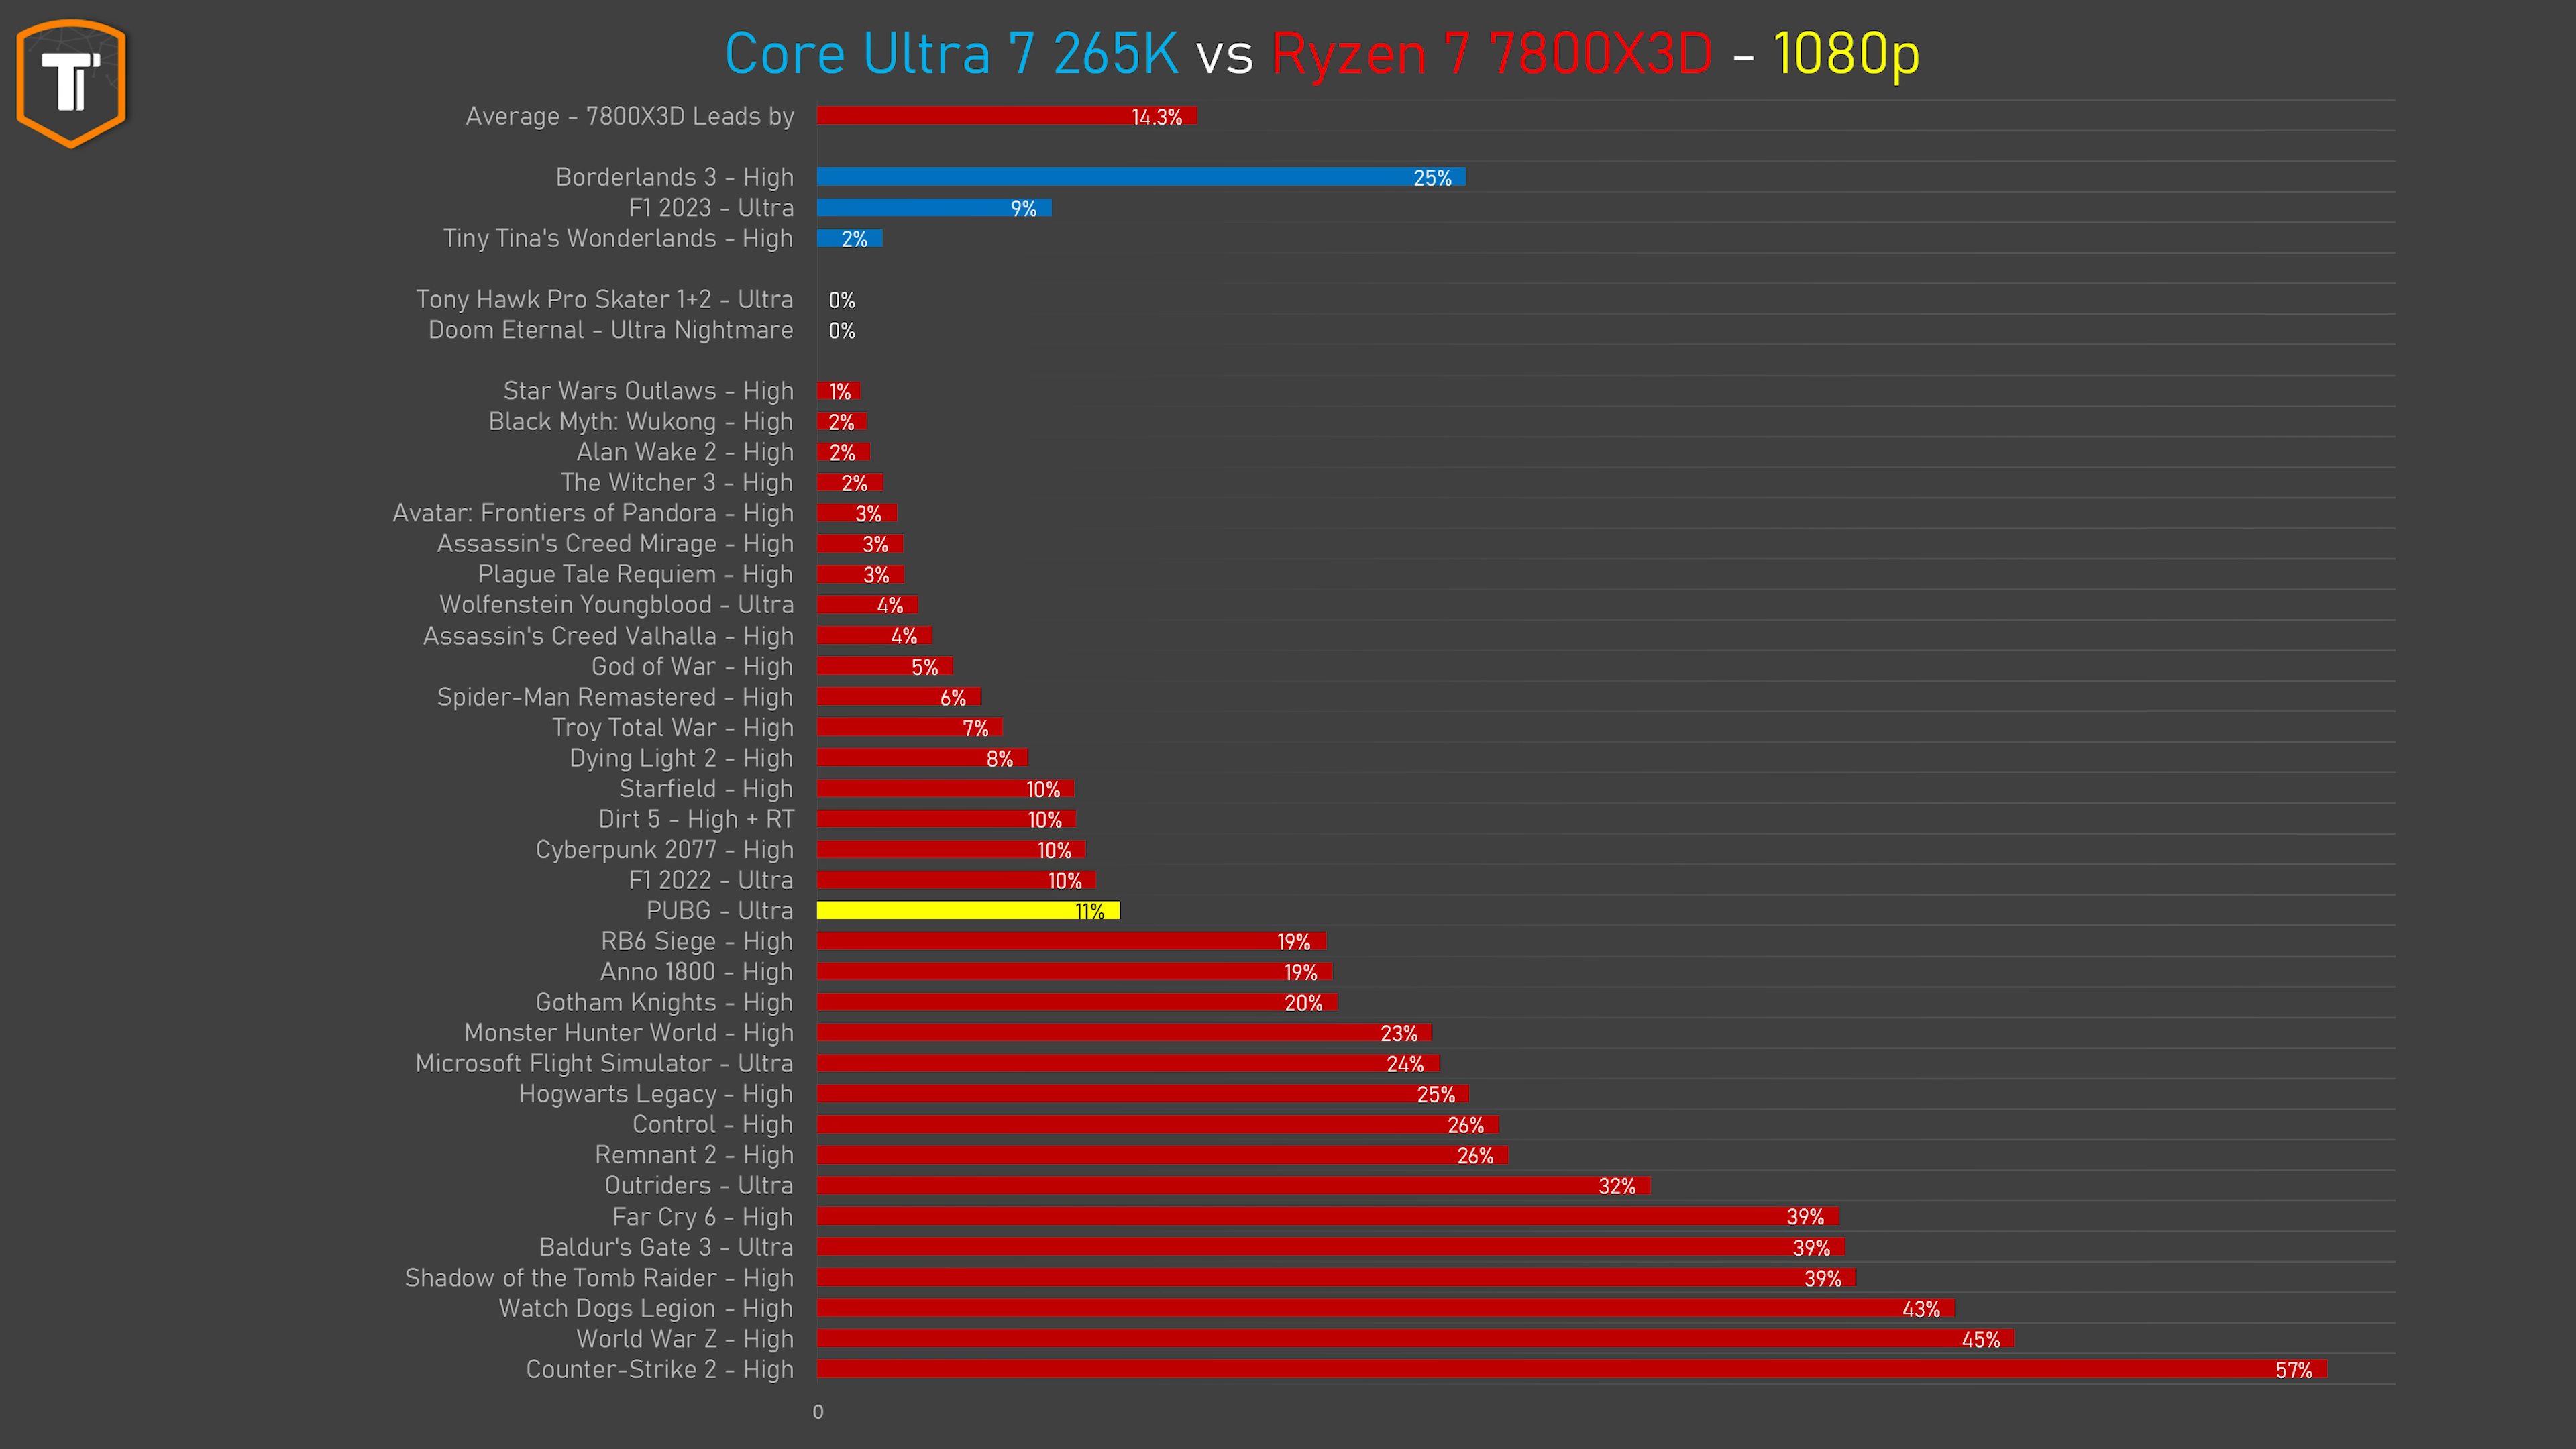 Core Ultra 7 265K vs Ryzen 7 7800X3D - 1080p
Average - 7800X3D Leads by 14.3%
Borderlands 3 - High 25%
F1 2023 - Ultra 9%
Tiny Tina's Wonderlands - High 2%
Tony Hawk Pro Skater 1+2 - Ultra 0%
Doom Eternal - Ultra Nightmare 0%
Star Wars Outlaws - High 1%
Black Myth: Wukong - High 2%
Alan Wake 2 - High 2%
The Witcher 3 - High 2%
Avatar: Frontiers of Pandora - High 3%
Assassin's Creed Mirage - High 3%
Plague Tale Requiem - High 3%
Wolfenstein Youngblood - Ultra 4%
Assassin's Creed Valhalla - High 4%
God of War - High 5%
Spider-Man Remastered - High 6%
Troy Total War - High 7%
Dying Light 2 - High 8%
Starfield - High 10%
Dirt 5 - High + RT 10%
Cyberpunk 2077 - High 10%
F1 2022 - Ultra 10%
PUBG - Ultra 11%
RB6 Siege - High 19%
Anno 1800 - High 19%
Gotham Knights - High 20%
Monster Hunter World - High 23%
Microsoft Flight Simulator - Ultra 24%
Hogwarts Legacy - High 25%
Control - High 26%
Remnant 2 - High 26%
Outriders - Ultra 32%
Far Cry 6 - High 39%
Baldur's Gate 3 - Ultra 39%
Shadow of the Tomb Raider - High 39%
Watch Dogs Legion - High 43%
World War Z - High 45%
Counter-Strike 2 - High 57%
0